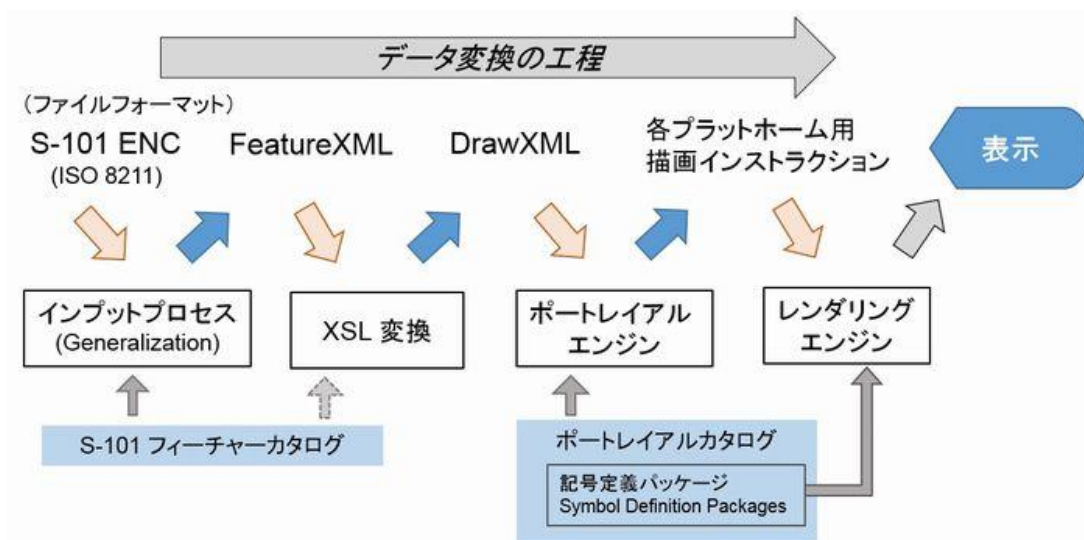 データ変換の工程
(ファイルフォーマット)
S-101 ENC
(ISO 8211)
FeatureXML
DrawXML
各プラットホーム用
描画インストラクション
表示
インプットプロセス
(Generalization)
XSL 変換
ポートレイアル
エンジン
レンダリング
エンジン
S-101 フィーチャーカタログ
ポートレイアルカタログ
記号定義パッケージ
Symbol Definition Packages